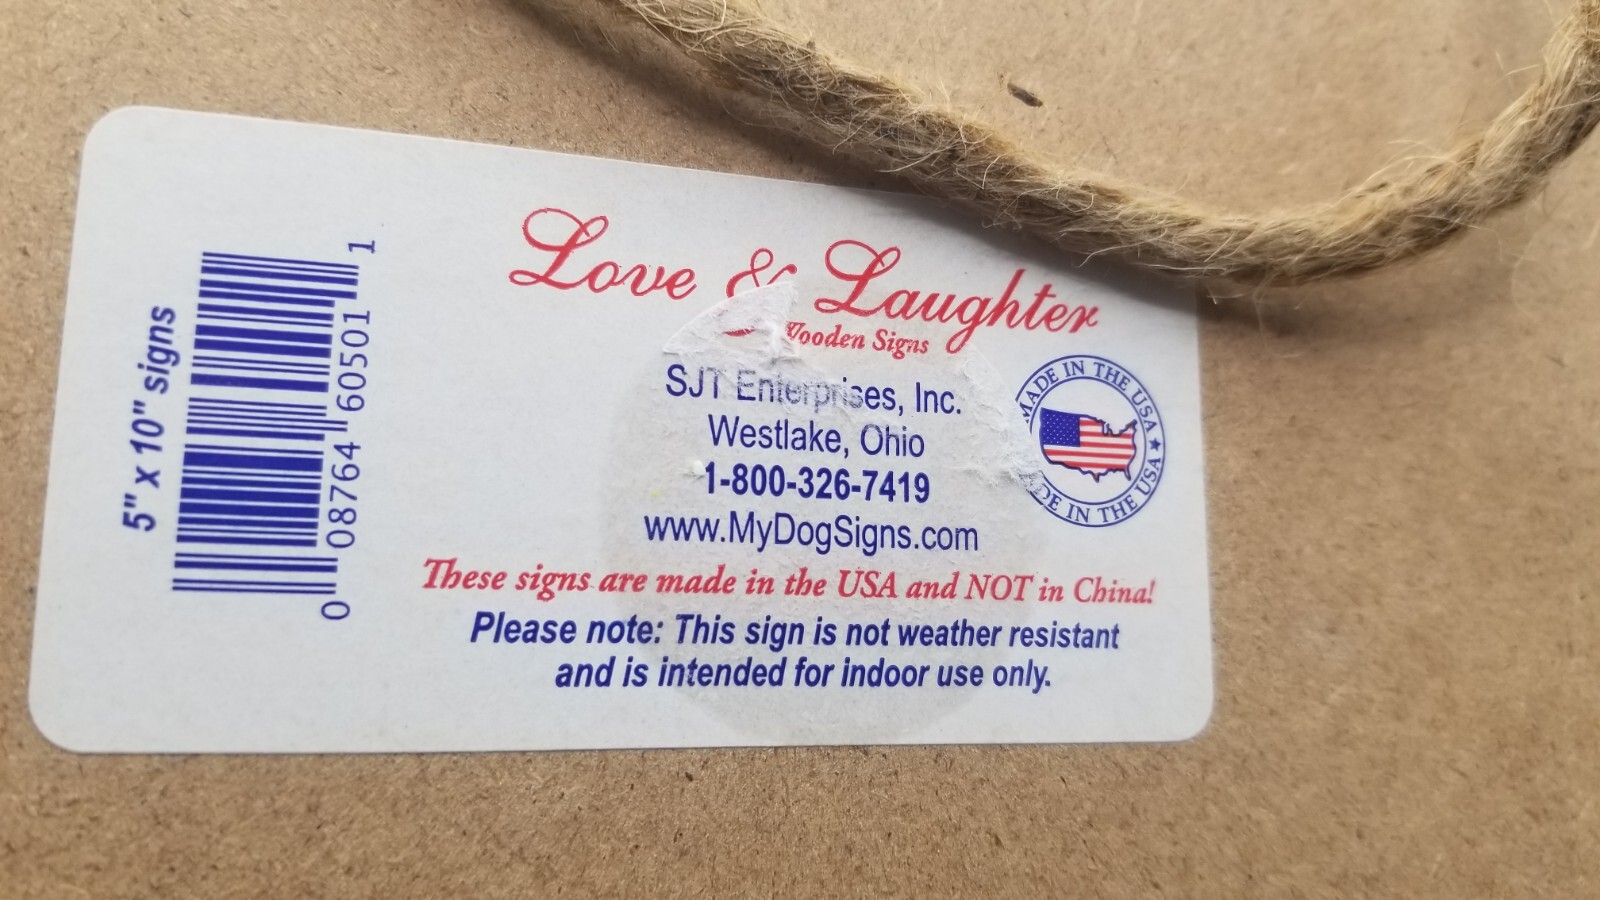 Love & Laughter
Wooden Signs
SJT Enterprises, Inc.
Westlake, Ohio
1-800-326-7419
www.MyDogSigns.com
These signs are made in the USA and NOT in China!
Please note: This sign is not weather resistant
and is intended for indoor use only.
5" x 10" signs
0 08764 60501 1
MADE IN THE USA ★ MADE IN THE USA